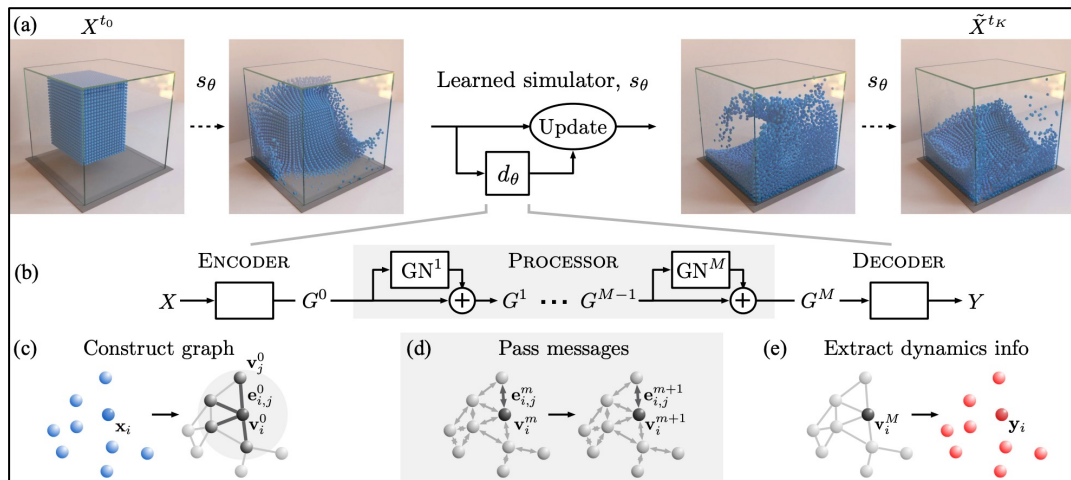 (a)
X^{t_0}
s_θ
Learned simulator, s_θ
Update
d_θ
s_θ
X̃^{t_K}
(b)
ENCODER
PROCESSOR
DECODER
GN^1
GN^M
X
G^0
+
G^1
···
G^{M−1}
+
G^M
Y
(c)
Construct graph
x_i
v_j^0
e_{i,j}^0
v_i^0
(d)
Pass messages
e_{i,j}^m
v_i^m
e_{i,j}^{m+1}
v_i^{m+1}
(e)
Extract dynamics info
v_i^M
y_i